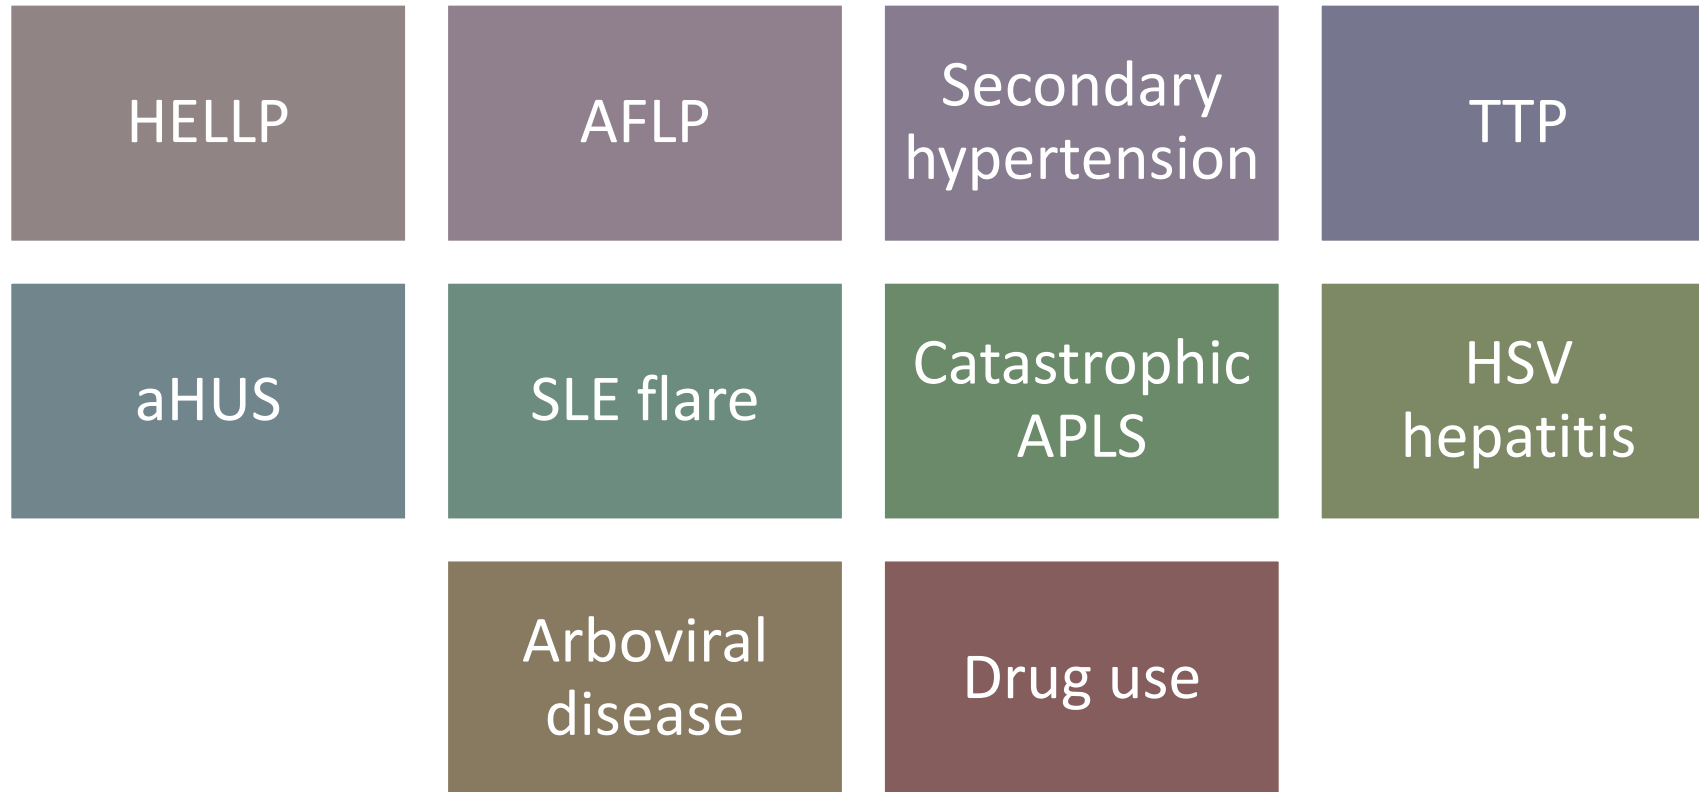 HELLP
AFLP
Secondary
hypertension
TTP
aHUS
SLE flare
Catastrophic
APLS
HSV
hepatitis
Arboviral
disease
Drug use